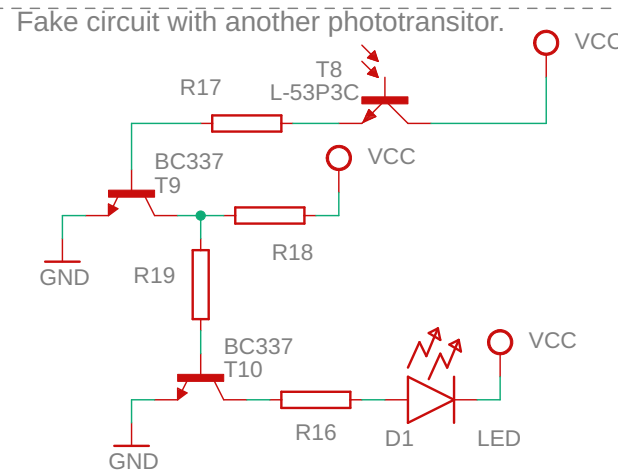 Fake circuit with another phototransitor.
VCC
T8
L-53P3C
R17
BC337
T9
VCC
R18
GND
R19
BC337
T10
VCC
R16
D1
LED
GND